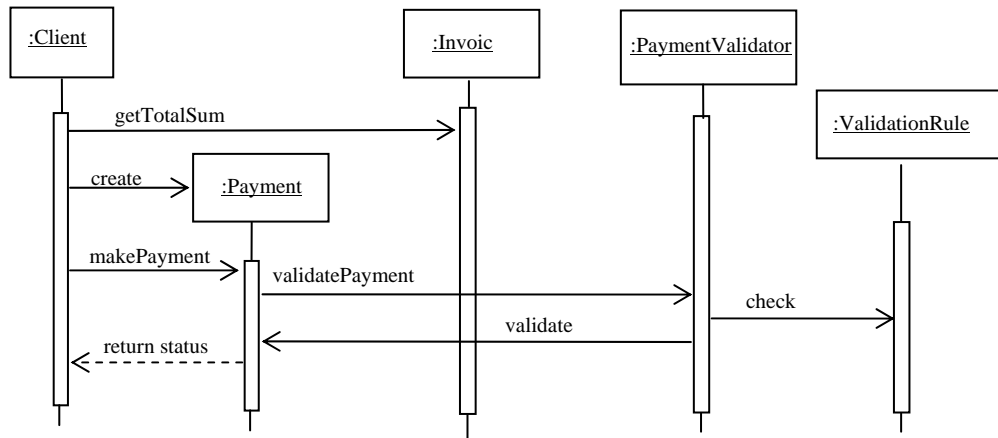 :Client
:Invoic
:PaymentValidator
:ValidationRule
getTotalSum
create
:Payment
makePayment
validatePayment
check
validate
return status